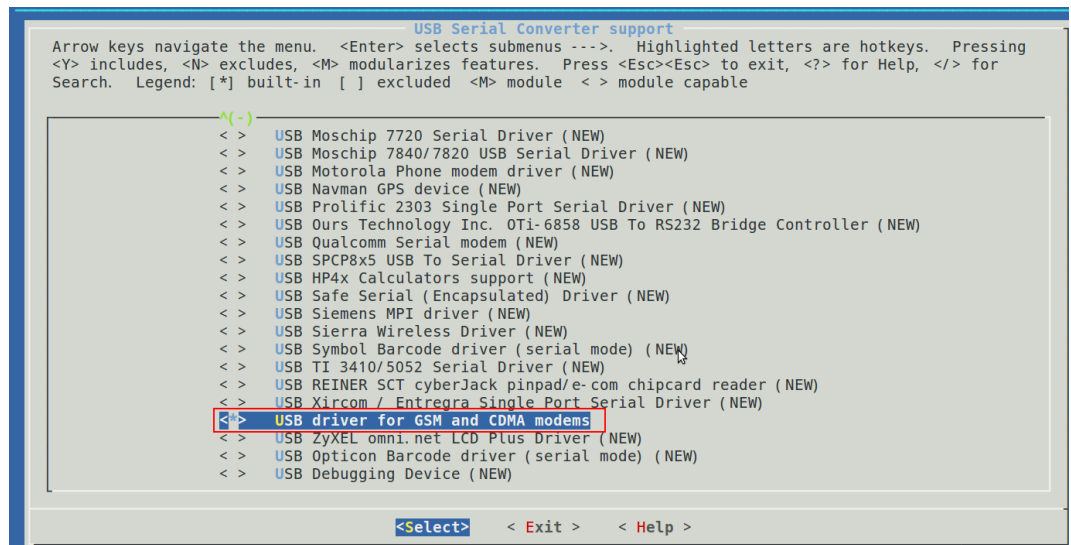 USB Serial Converter support
Arrow keys navigate the menu.  <Enter> selects submenus --->.  Highlighted letters are hotkeys.  Pressing
<Y> includes, <N> excludes, <M> modularizes features.  Press <Esc><Esc> to exit, <?> for Help, </> for
Search.  Legend: [*] built-in  [ ] excluded  <M> module  < > module capable
^(-)
< >   USB Moschip 7720 Serial Driver (NEW)
< >   USB Moschip 7840/7820 USB Serial Driver (NEW)
< >   USB Motorola Phone modem driver (NEW)
< >   USB Navman GPS device (NEW)
< >   USB Prolific 2303 Single Port Serial Driver (NEW)
< >   USB Ours Technology Inc. OTi-6858 USB To RS232 Bridge Controller (NEW)
< >   USB Qualcomm Serial modem (NEW)
< >   USB SPCP8x5 USB To Serial Driver (NEW)
< >   USB HP4x Calculators support (NEW)
< >   USB Safe Serial (Encapsulated) Driver (NEW)
< >   USB Siemens MPI driver (NEW)
< >   USB Sierra Wireless Driver (NEW)
< >   USB Symbol Barcode driver (serial mode) (NEW)
< >   USB TI 3410/5052 Serial Driver (NEW)
< >   USB REINER SCT cyberJack pinpad/e-com chipcard reader (NEW)
< >   USB Xircom / Entregra Single Port Serial Driver (NEW)
<*>   USB driver for GSM and CDMA modems
< >   USB ZyXEL omni.net LCD Plus Driver (NEW)
< >   USB Opticon Barcode driver (serial mode) (NEW)
< >   USB Debugging Device (NEW)
<Select>    < Exit >    < Help >